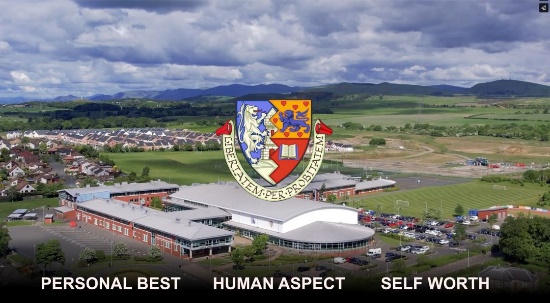 LIBERTATEM·PER·PROBITATEM
PERSONAL BEST HUMAN ASPECT SELF WORTH